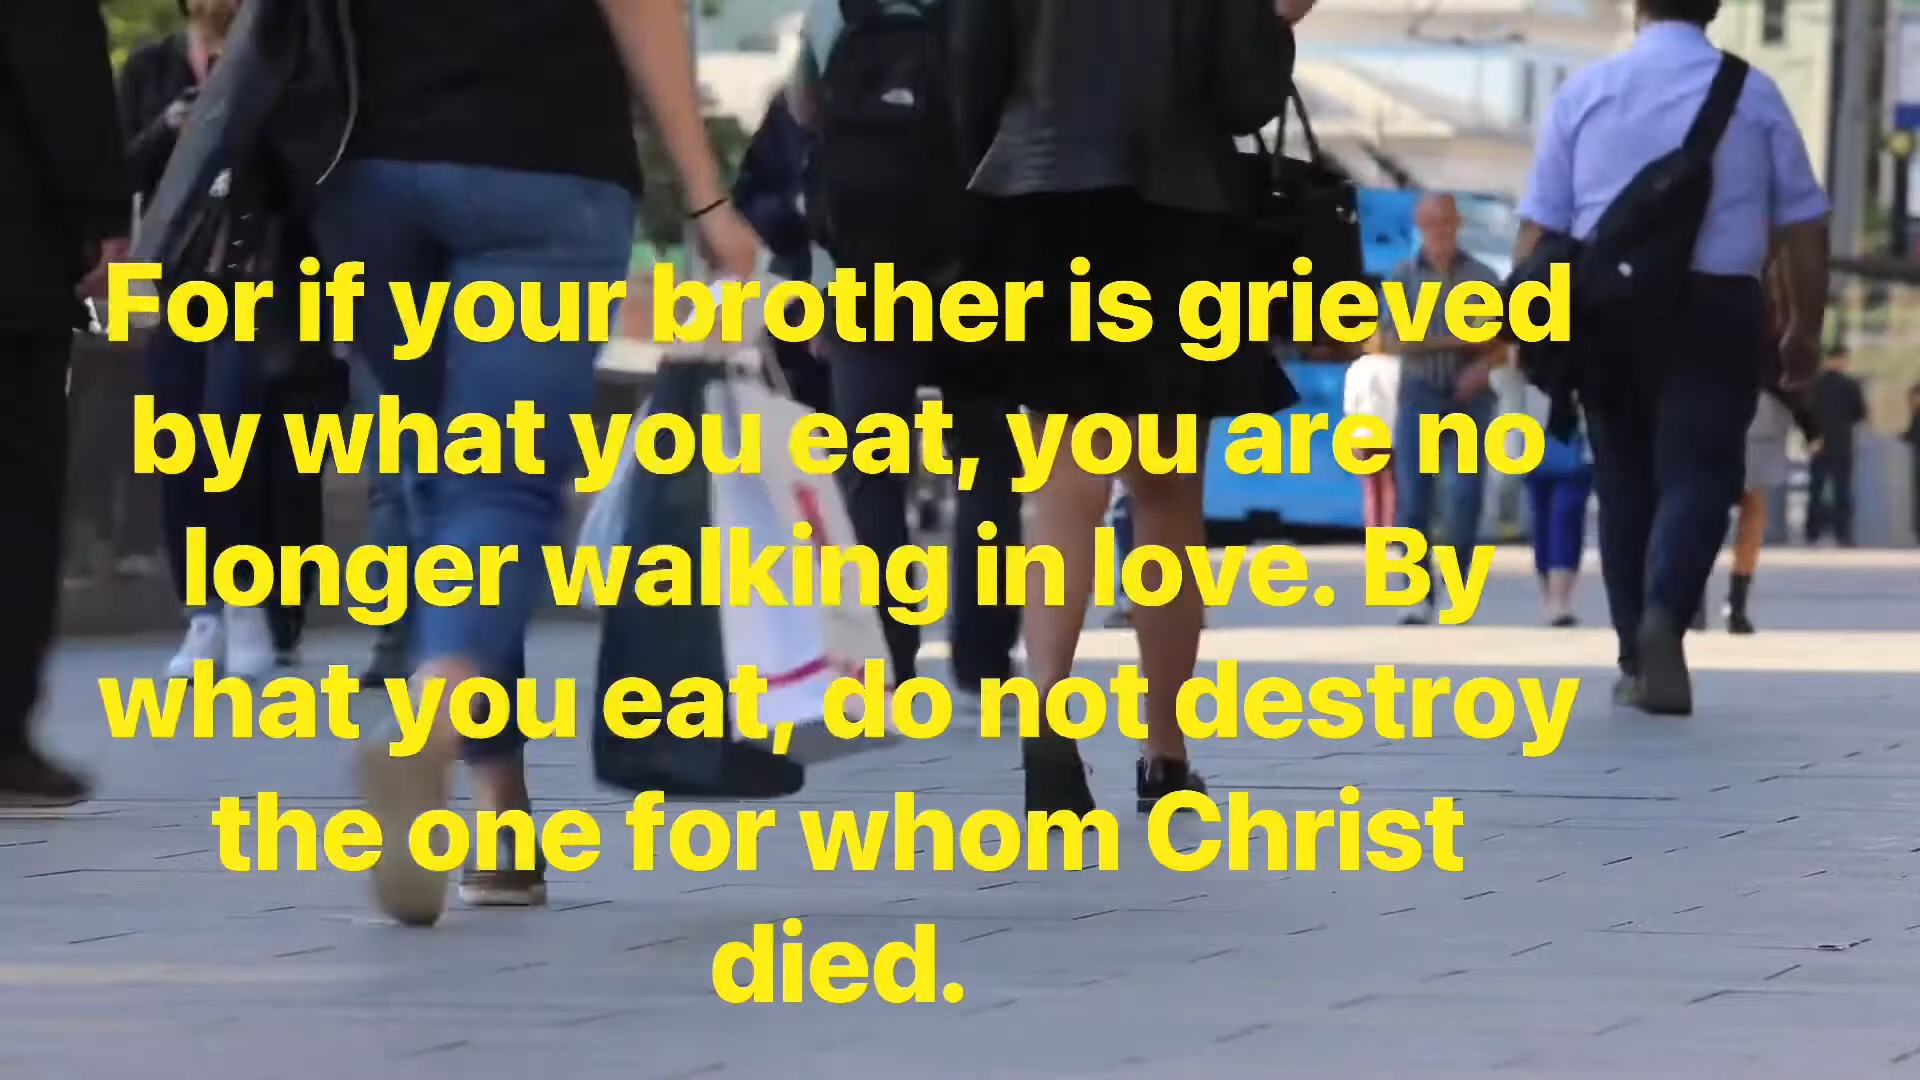 For if your brother is grieved
by what you eat, you are no
longer walking in love. By
what you eat, do not destroy
the one for whom Christ
died.